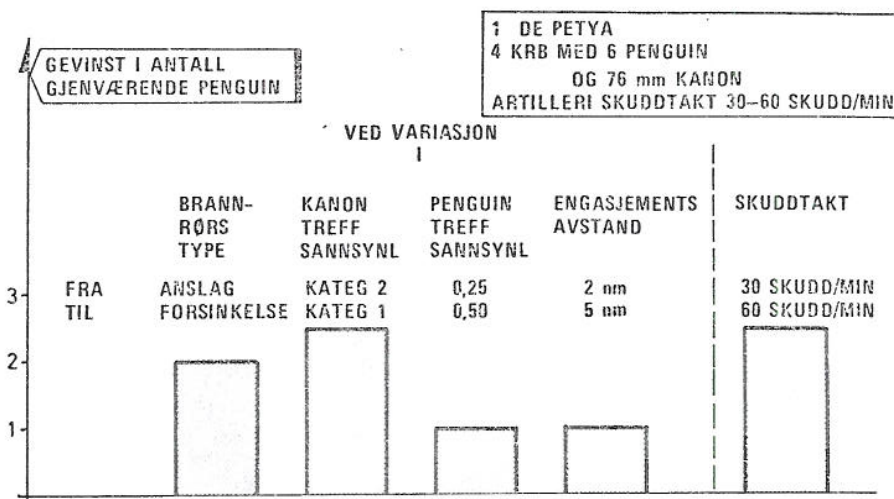 GEVINST I ANTALL
GJENVÆRENDE PENGUIN
1 DE PETYA
4 KRB MED 6 PENGUIN
OG 76 mm KANON
ARTILLERI SKUDDTAKT 30-60 SKUDD/MIN
VED VARIASJON
I
BRANN- KANON PENGUIN ENGASJEMENTS SKUDDTAKT
RØRS TREFF TREFF AVSTAND
TYPE SANNSYNL SANNSYNL
3 FRA ANSLAG KATEG 2 0,25 2 nm 30 SKUDD/MIN
TIL FORSINKELSE KATEG 1 0,50 5 nm 60 SKUDD/MIN
2
1